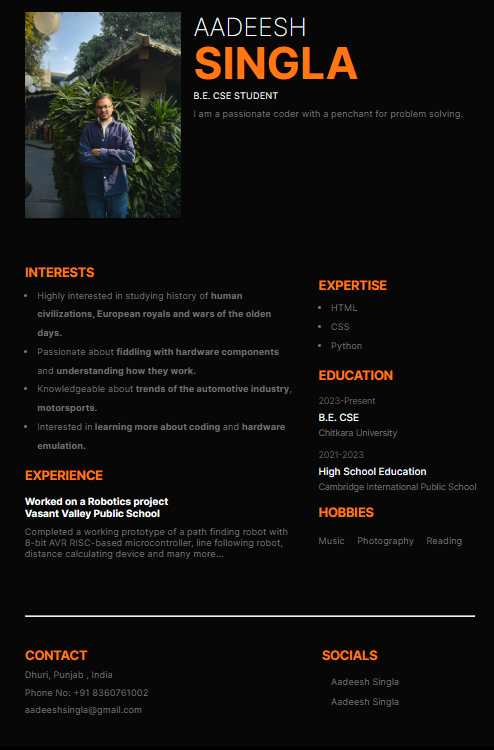 AADEESH
SINGLA
B.E. CSE STUDENT
I am a passionate coder with a penchant for problem solving.
INTERESTS
Highly interested in studying history of human
civilizations, European royals and wars of the olden
days.
Passionate about fiddling with hardware components
and understanding how they work.
Knowledgeable about trends of the automotive industry,
motorsports.
Interested in learning more about coding and hardware
emulation.
EXPERIENCE
Worked on a Robotics project
Vasant Valley Public School
Completed a working prototype of a path finding robot with
8-bit AVR RISC-based microcontroller, line following robot,
distance calculating device and many more...
EXPERTISE
HTML
CSS
Python
EDUCATION
2023-Present
B.E. CSE
Chitkara University
2021-2023
High School Education
Cambridge International Public School
HOBBIES
Music Photography Reading
CONTACT
Dhuri, Punjab , India
Phone No: +91 8360761002
aadeeshsingla@gmail.com
SOCIALS
Aadeesh Singla
Aadeesh Singla